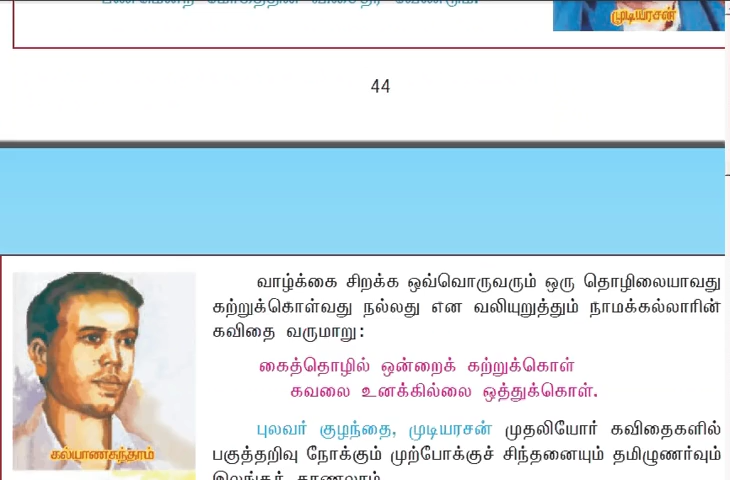 முடியரசன்
44
வாழ்க்கை சிறக்க ஒவ்வொருவரும் ஒரு தொழிலையாவது
கற்றுக்கொள்வது நல்லது என வலியுறுத்தும் நாமக்கல்லாரின்
கவிதை வருமாறு:
கைத்தொழில் ஒன்றைக் கற்றுக்கொள்
கவலை உனக்கில்லை ஒத்துக்கொள்.
கல்யாணசுந்தரம்
புலவர் குழந்தை, முடியரசன் முதலியோர் கவிதைகளில்
பகுத்தறிவு நோக்கும் முற்போக்குச் சிந்தனையும் தமிழுணர்வும்